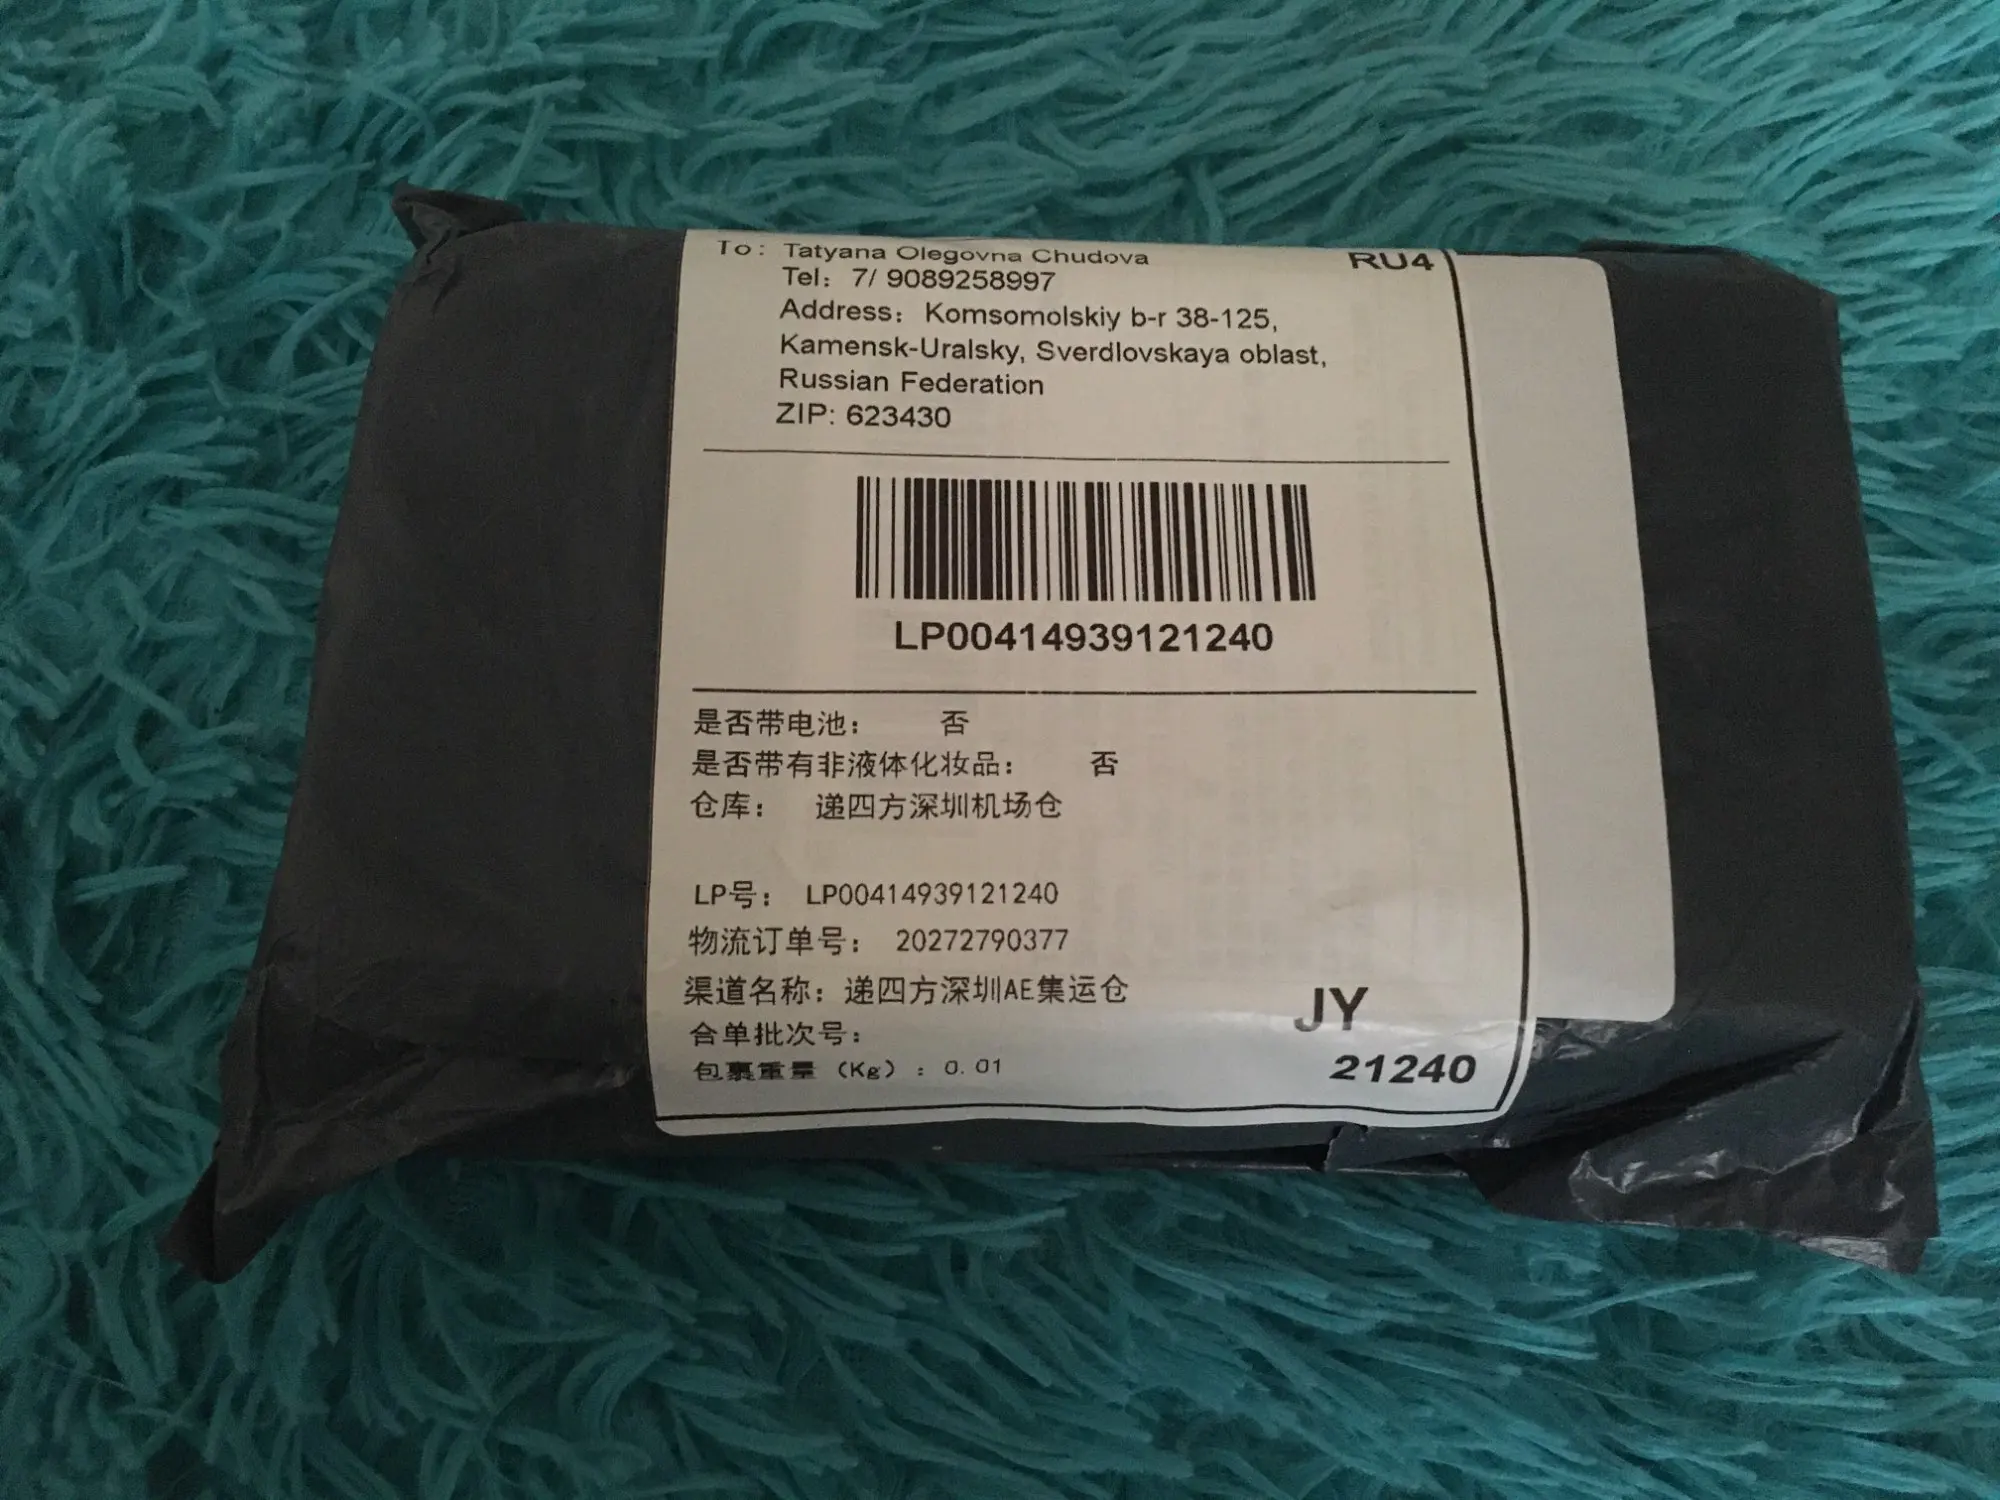 To: Tatyana Olegovna Chudova
RU4
Tel: 7/ 9089258997
Address: Komsomolskiy b-r 38-125,
Kamensk-Uralsky, Sverdlovskaya oblast,
Russian Federation
ZIP: 623430
LP00414939121240
是否带电池: 否
是否带有非液体化妆品: 否
仓库: 递四方深圳机场仓
LP号: LP00414939121240
物流订单号: 20272790377
渠道名称: 递四方深圳AE集运仓
合单批次号:
JY
包裹重量 (Kg) : 0.01
21240